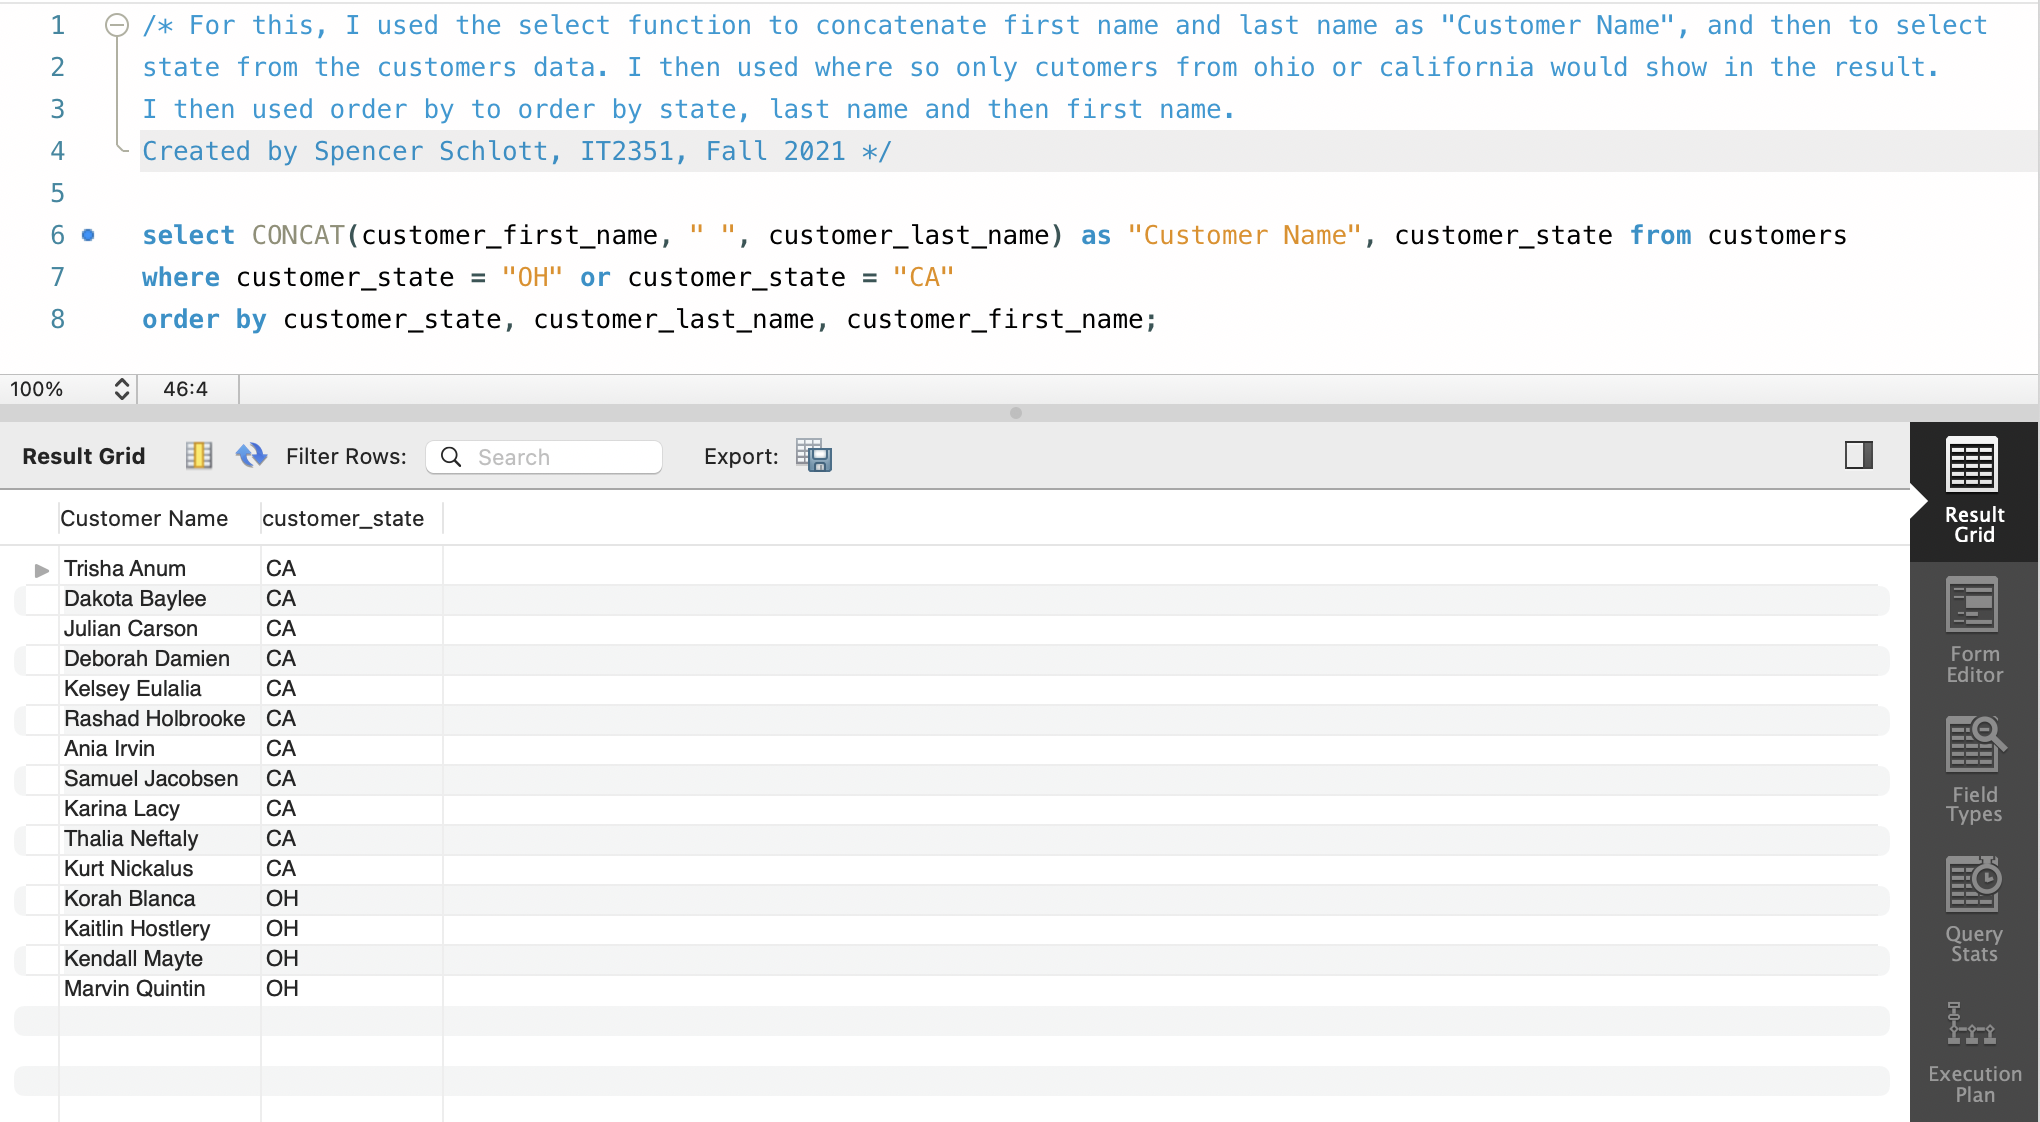 1 /* For this, I used the select function to concatenate first name and last name as "Customer Name", and then to select
2 state from the customers data. I then used where so only cutomers from ohio or california would show in the result.
3 I then used order by to order by state, last name and then first name.
4 Created by Spencer Schlott, IT2351, Fall 2021 */
5
6 select CONCAT(customer_first_name, " ", customer_last_name) as "Customer Name", customer_state from customers
7 where customer_state = "OH" or customer_state = "CA"
8 order by customer_state, customer_last_name, customer_first_name;
100% 46:4
Result Grid Filter Rows: Search Export:
Customer Name customer_state
Trisha Anum CA
Dakota Baylee CA
Julian Carson CA
Deborah Damien CA
Kelsey Eulalia CA
Rashad Holbrooke CA
Ania Irvin CA
Samuel Jacobsen CA
Karina Lacy CA
Thalia Neftaly CA
Kurt Nickalus CA
Korah Blanca OH
Kaitlin Hostlery OH
Kendall Mayte OH
Marvin Quintin OH
Result
Grid
Form
Editor
Field
Types
Query
Stats
Execution
Plan